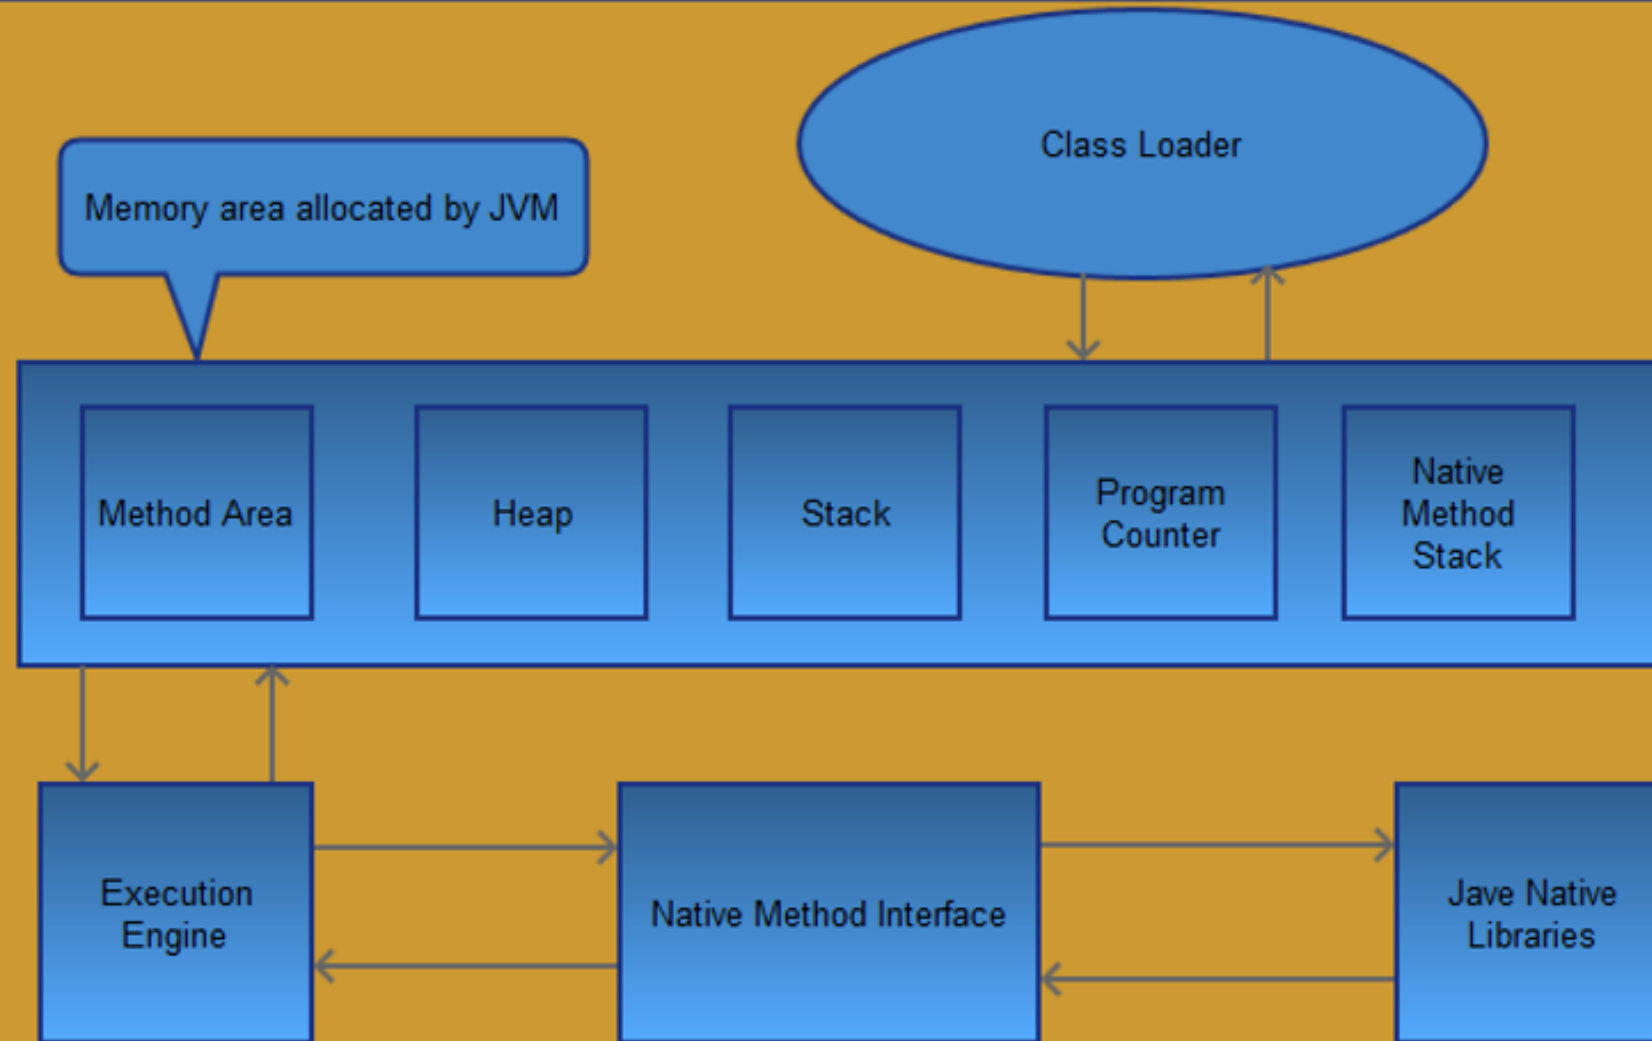 Class Loader
Memory area allocated by JVM
Method Area
Heap
Stack
Program
Counter
Native
Method
Stack
Execution
Engine
Native Method Interface
Jave Native
Libraries